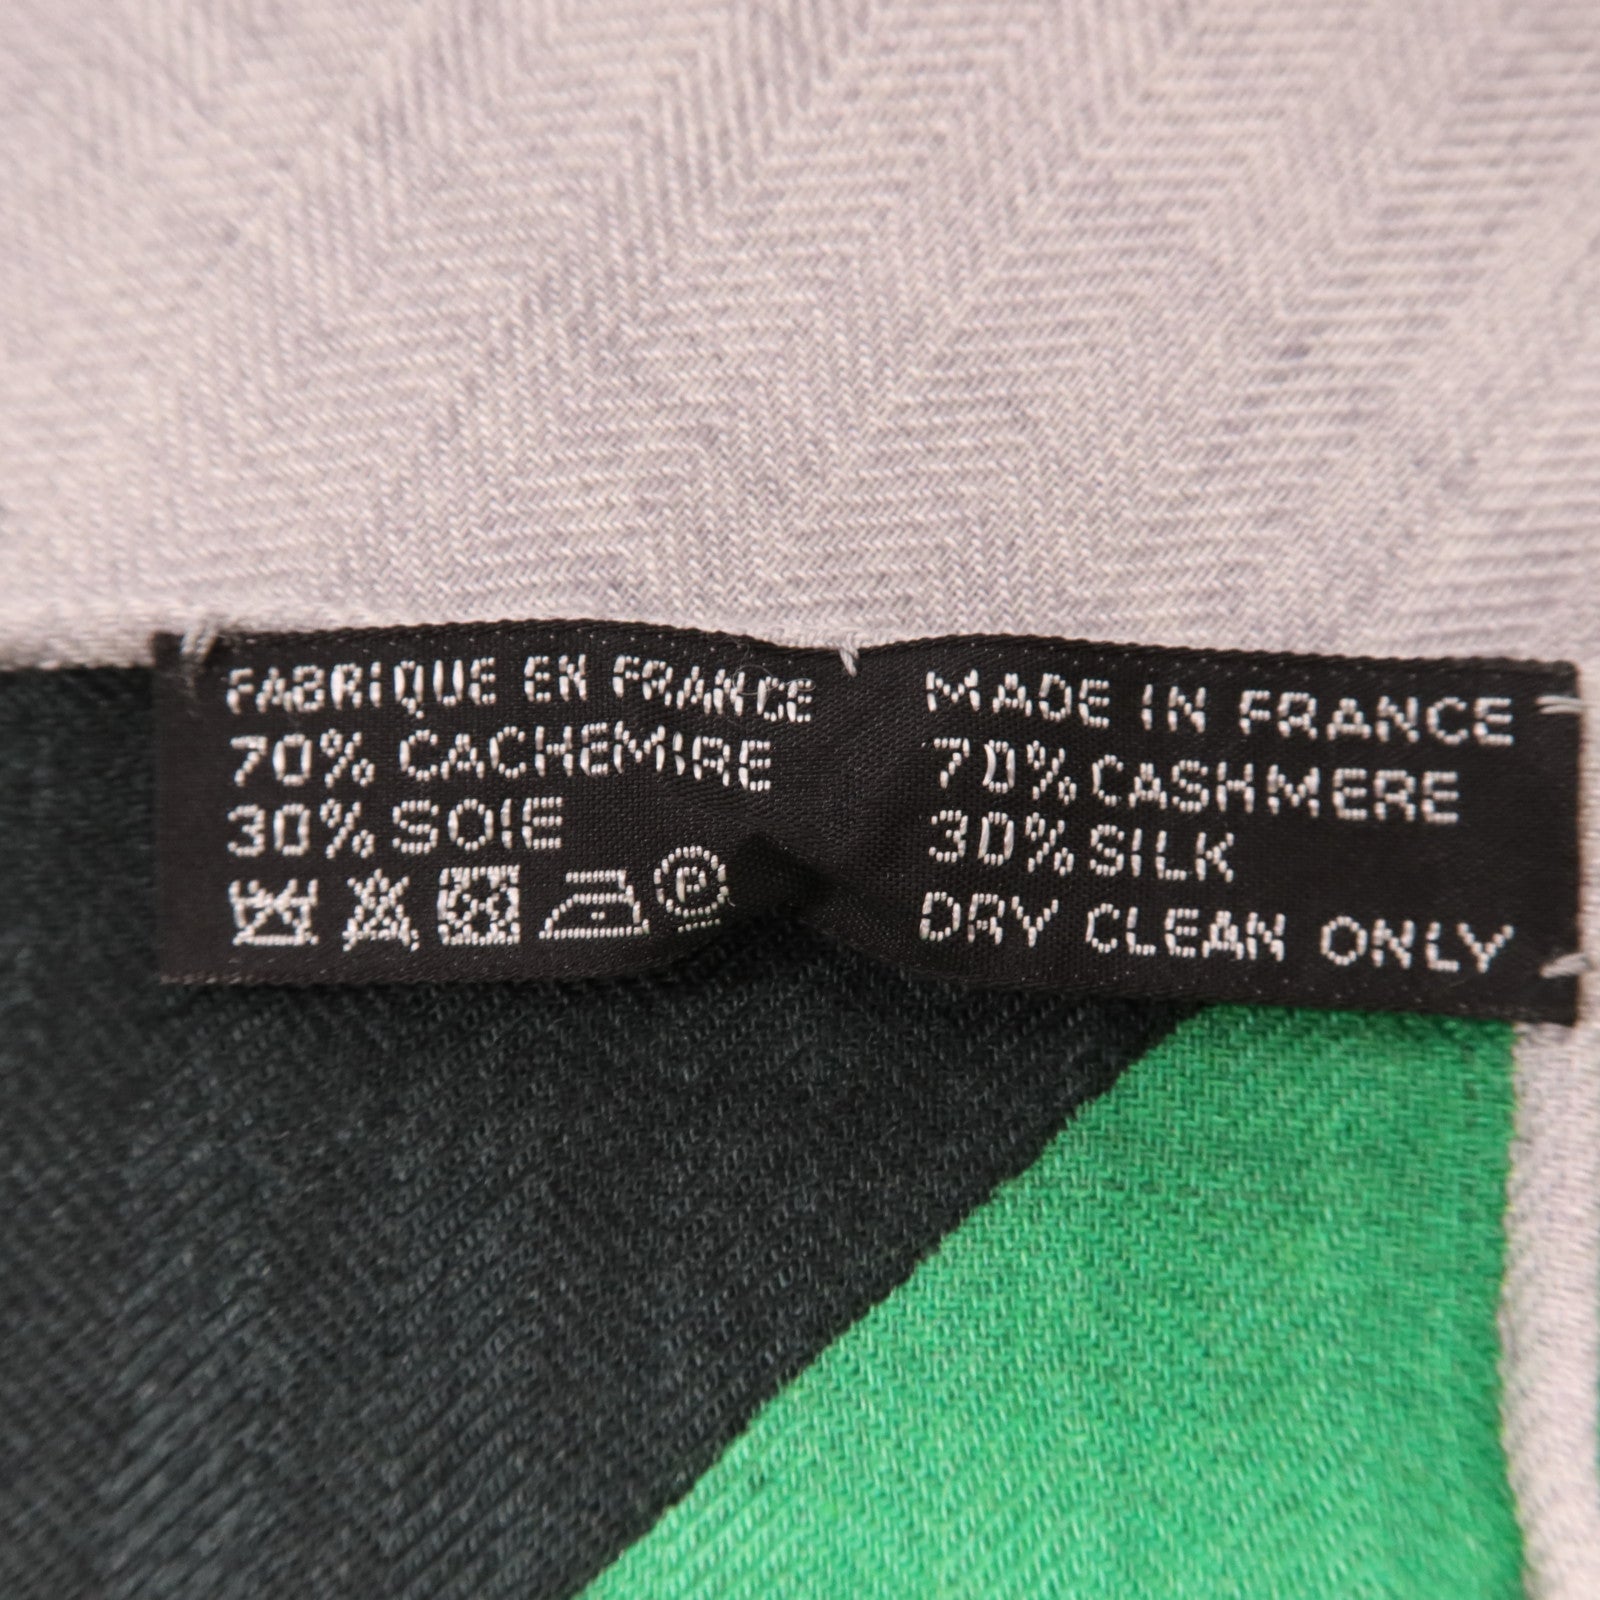 FABRIQUE EN FRANCE
70% CACHEMIRE
30% SOIE
P
MADE IN FRANCE
70% CASHMERE
30% SILK
DRY CLEAN ONLY